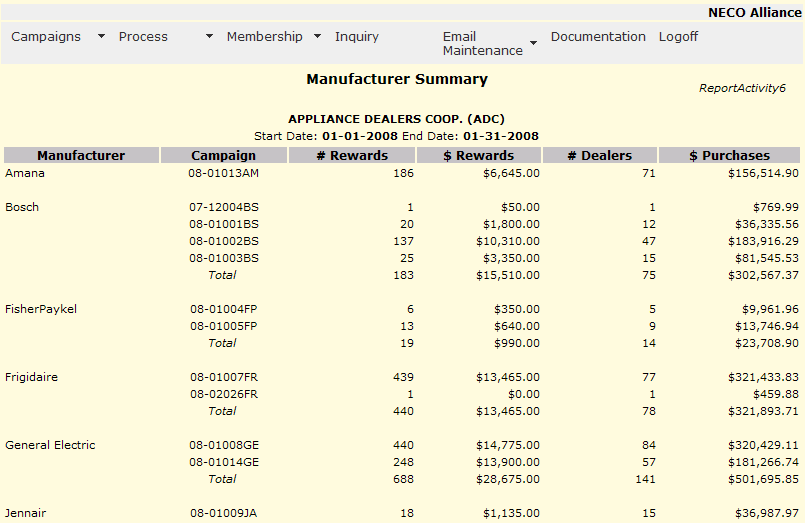 NECO Alliance
Campaigns Process Membership Inquiry Email Maintenance Documentation Logoff
Manufacturer Summary
ReportActivity6
APPLIANCE DEALERS COOP. (ADC)
Start Date: 01-01-2008 End Date: 01-31-2008
Manufacturer Campaign # Rewards $ Rewards # Dealers $ Purchases
Amana 08-01013AM 186 $6,645.00 71 $156,514.90
Bosch 07-12004BS 1 $50.00 1 $769.99
08-01001BS 20 $1,800.00 12 $36,335.56
08-01002BS 137 $10,310.00 47 $183,916.29
08-01003BS 25 $3,350.00 15 $81,545.53
Total 183 $15,510.00 75 $302,567.37
FisherPaykel 08-01004FP 6 $350.00 5 $9,961.96
08-01005FP 13 $640.00 9 $13,746.94
Total 19 $990.00 14 $23,708.90
Frigidaire 08-01007FR 439 $13,465.00 77 $321,433.83
08-02026FR 1 $0.00 1 $459.88
Total 440 $13,465.00 78 $321,893.71
General Electric 08-01008GE 440 $14,775.00 84 $320,429.11
08-01014GE 248 $13,900.00 57 $181,266.74
Total 688 $28,675.00 141 $501,695.85
Jennair 08-01009JA 18 $1,135.00 15 $36,987.97